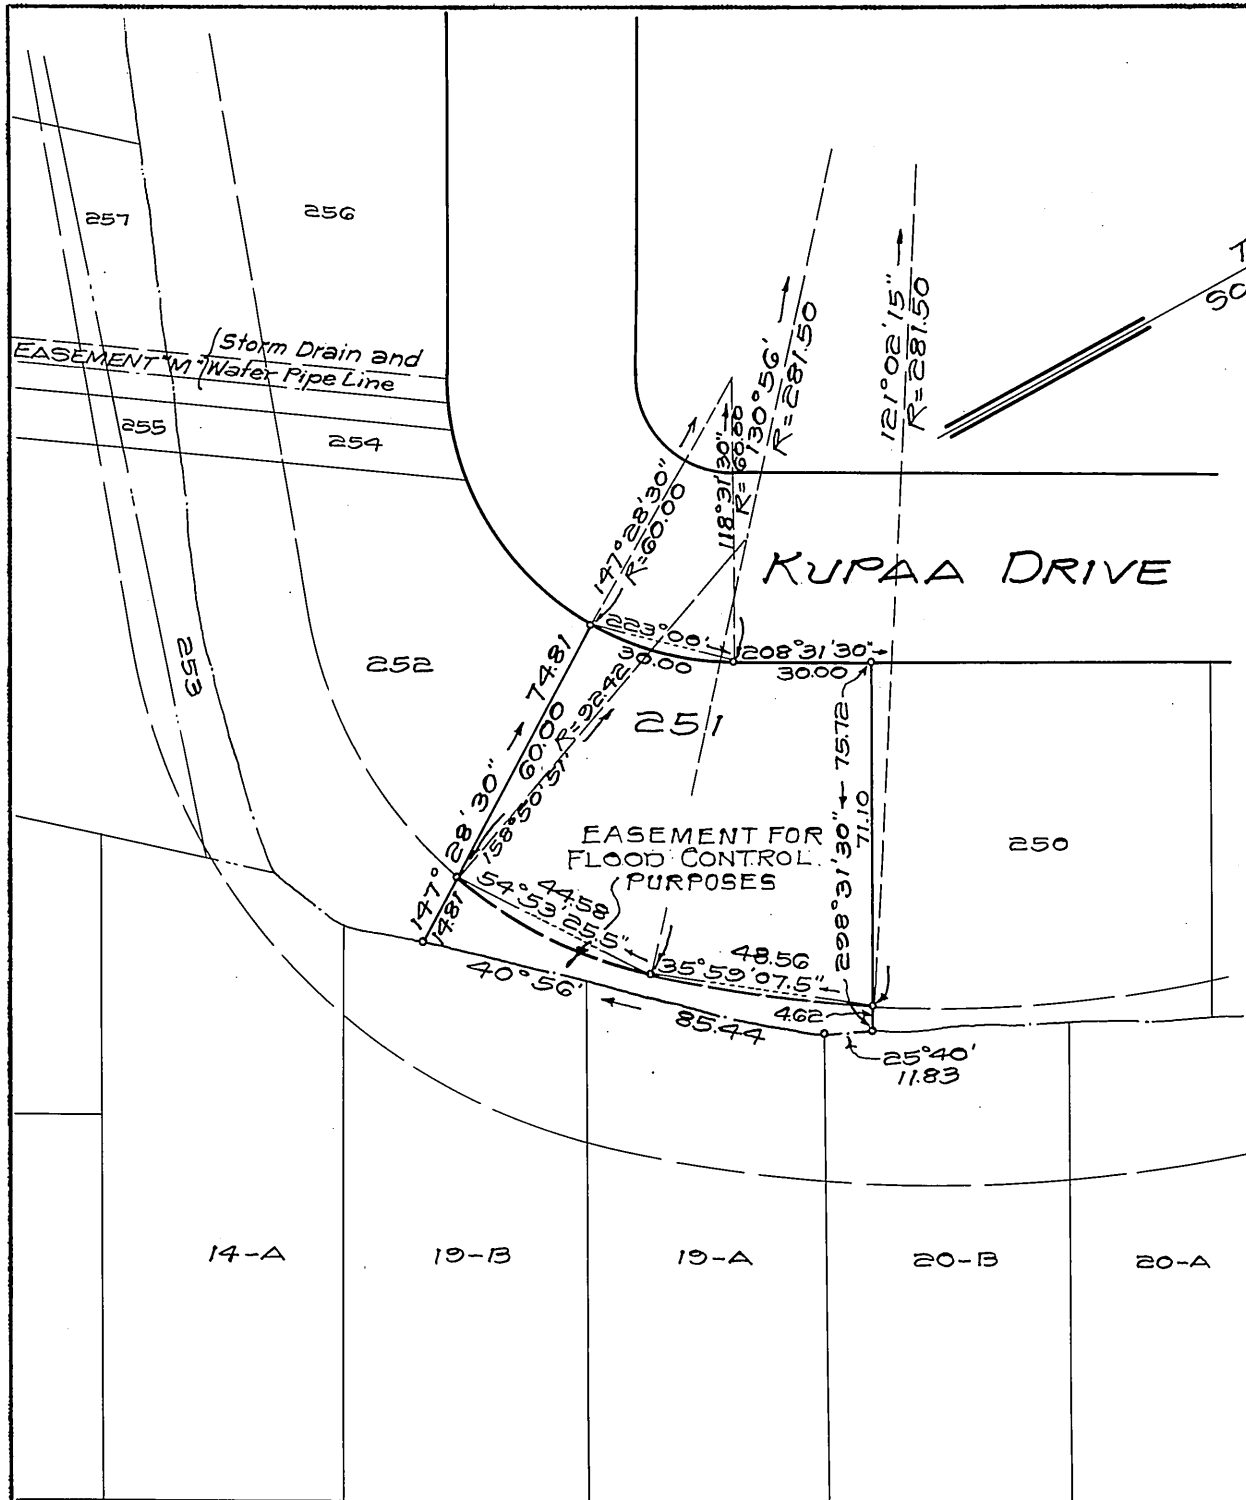 257
256
EASEMENT "M"
Storm Drain and
Water Pipe Line
255
254
253
252
147°28'30"
R=60.00
118°31'30"
R=60.00
130°56'
R=281.50
121°02'15"
R=281.50
KUPAA DRIVE
223°00'
30.00
208°31'30"
30.00
251
147° 28' 30"
74.81
60.00
14.81
158°50'51"
R=92.42
298°31'30"
75.72
71.10
250
EASEMENT FOR
FLOOD CONTROL
PURPOSES
44.58
54°53'25.5"
48.56
35°59'07.5"
4.62
40°56'
85.44
25°40'
11.83
14-A
19-B
19-A
20-B
20-A